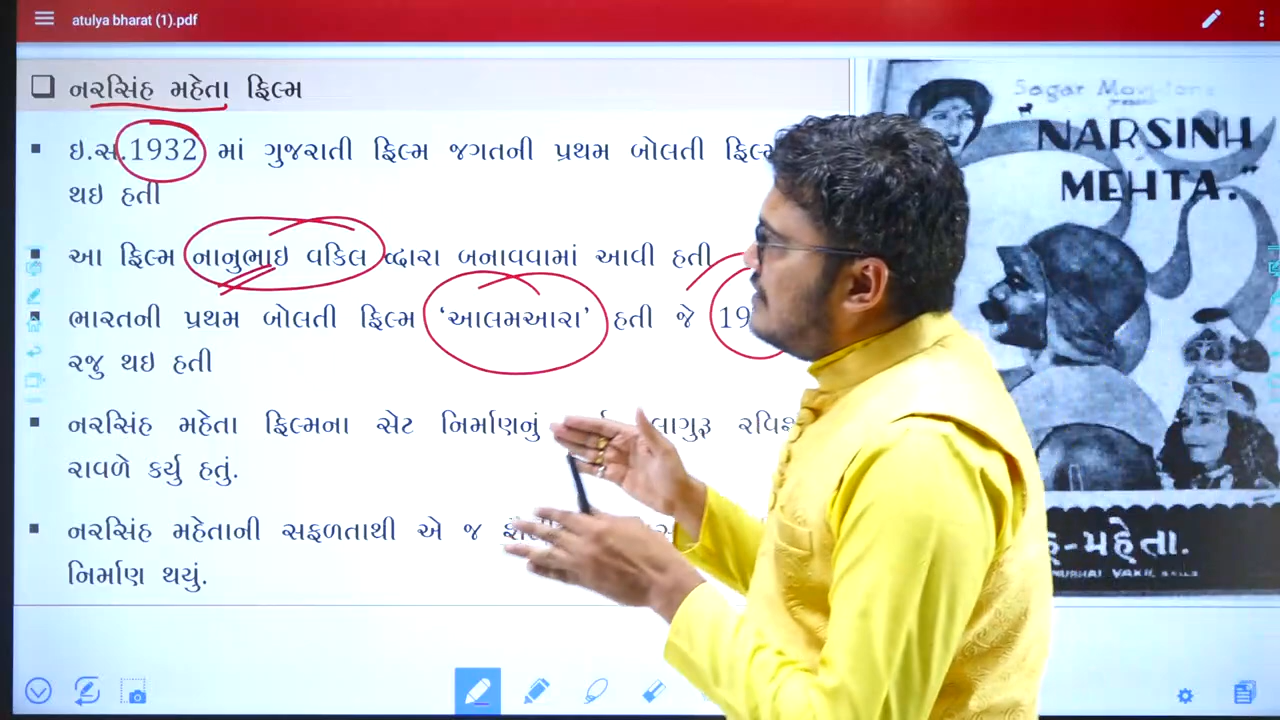 atulya bharat (1).pdf
નરસિંહ મહેતા ફિલ્મ
ઇ.સ.1932 માં ગુજરાતી ફિલ્મ જગતની પ્રથમ બોલતી
થઇ હતી
આ ફિલ્મ નાનુભાઇ વકિલ વ્દારા બનાવવામાં આવી હતી
ભારતની પ્રથમ બોલતી ફિલ્મ ‘આલમઆરા’ હતી જે
રજુ થઇ હતી
નરસિંહ મહેતા ફિલ્મના સેટ નિર્માણનું
રાવળે કર્યુ હતું.
નરસિંહ મહેતાની સફળતાથી એ જ
નિર્માણ થયું.
Sagar
"NARSINH
MEHTA."
મહેતા.
VAKIL